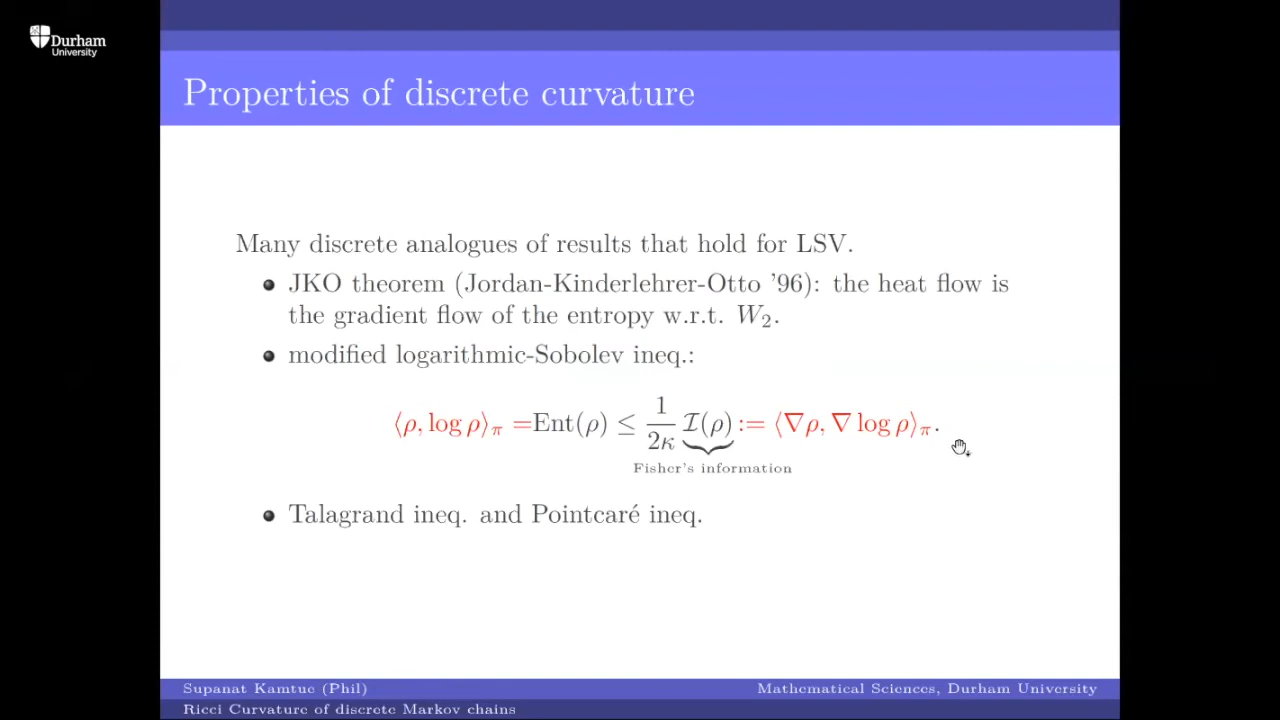 Durham
University
Properties of discrete curvature
Many discrete analogues of results that hold for LSV.
JKO theorem (Jordan-Kinderlehrer-Otto '96): the heat flow is
the gradient flow of the entropy w.r.t. W₂.
modified logarithmic-Sobolev ineq.:
⟨ρ, log ρ⟩_π = Ent(ρ) ≤ 1/(2κ) 𝓘(ρ) := ⟨∇ρ, ∇ log ρ⟩_π.
Fisher's information
Talagrand ineq. and Pointcaré ineq.
Supanat Kamtue (Phil)
Mathematical Sciences, Durham University
Ricci Curvature of discrete Markov chains